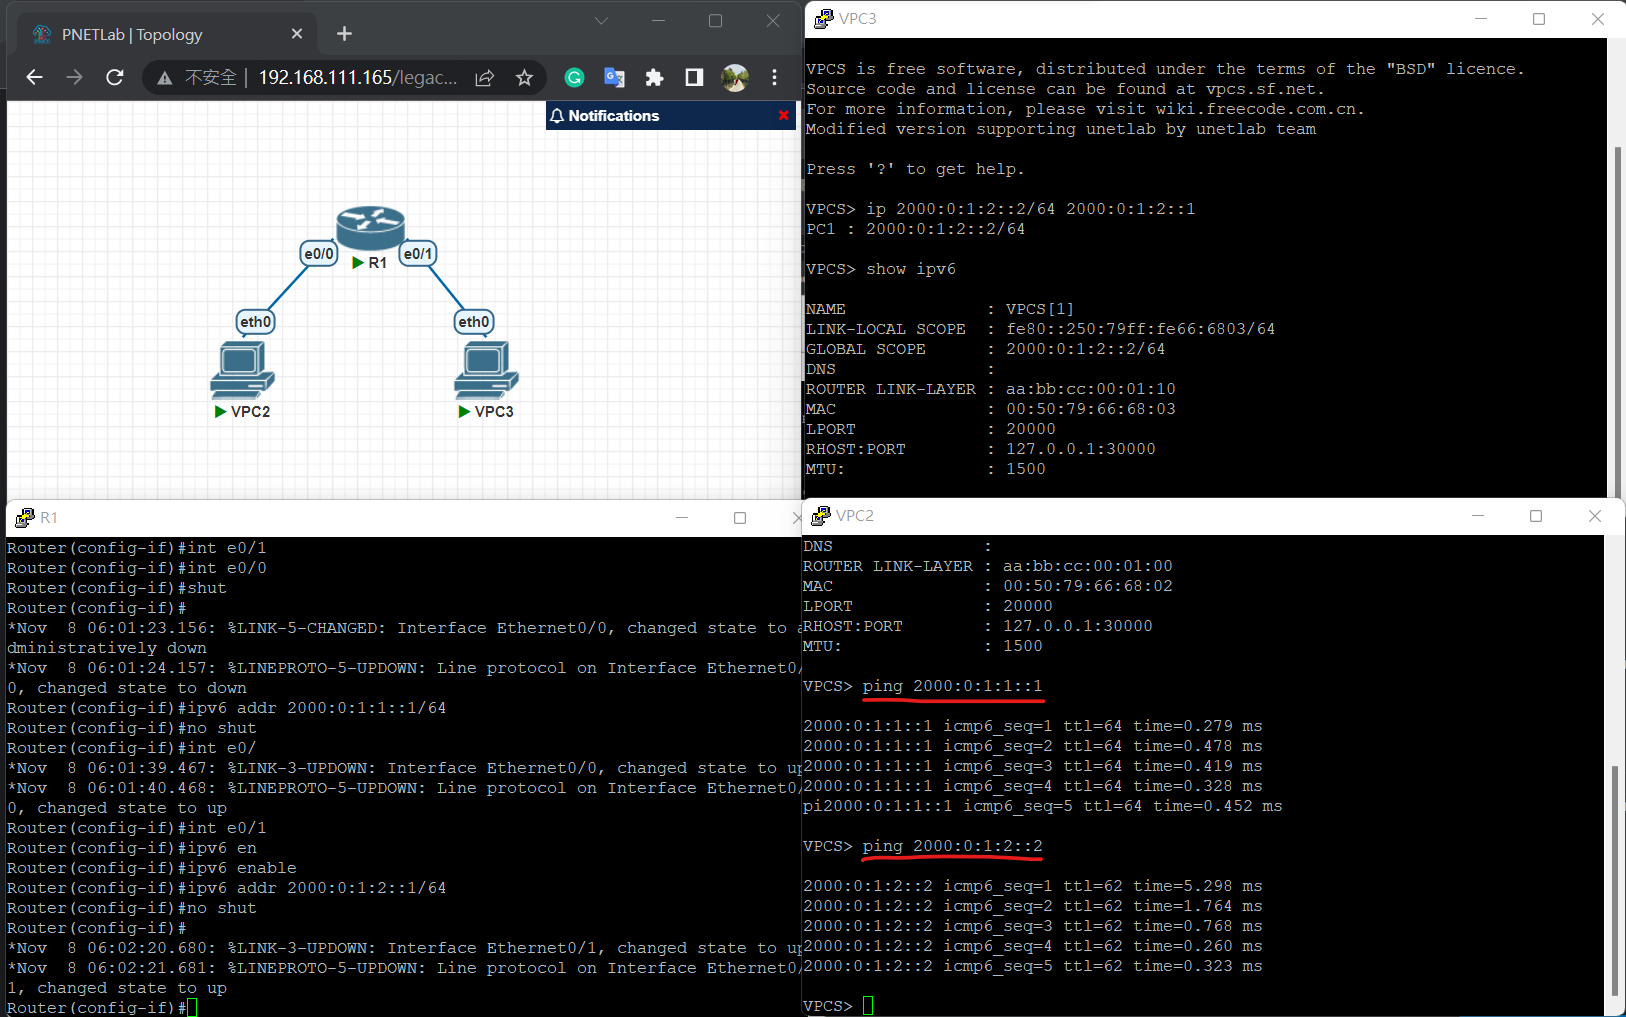 PNETLab | Topology
不安全 | 192.168.111.165/legac...
Notifications
e0/0
e0/1
R1
eth0
eth0
VPC2
VPC3
VPC3
VPCS is free software, distributed under the terms of the "BSD" licence.
Source code and license can be found at vpcs.sf.net.
For more information, please visit wiki.freecode.com.cn.
Modified version supporting unetlab by unetlab team
Press '?' to get help.
VPCS> ip 2000:0:1:2::2/64 2000:0:1:2::1
PC1 : 2000:0:1:2::2/64
VPCS> show ipv6
NAME : VPCS[1]
LINK-LOCAL SCOPE : fe80::250:79ff:fe66:6803/64
GLOBAL SCOPE : 2000:0:1:2::2/64
DNS :
ROUTER LINK-LAYER : aa:bb:cc:00:01:10
MAC : 00:50:79:66:68:03
LPORT : 20000
RHOST:PORT : 127.0.0.1:30000
MTU: : 1500
R1
Router(config-if)#int e0/1
Router(config-if)#int e0/0
Router(config-if)#shut
Router(config-if)#
*Nov  8 06:01:23.156: %LINK-5-CHANGED: Interface Ethernet0/0, changed state to a
dministratively down
*Nov  8 06:01:24.157: %LINEPROTO-5-UPDOWN: Line protocol on Interface Ethernet0/
0, changed state to down
Router(config-if)#ipv6 addr 2000:0:1:1::1/64
Router(config-if)#no shut
Router(config-if)#int e0/
*Nov  8 06:01:39.467: %LINK-3-UPDOWN: Interface Ethernet0/0, changed state to up
*Nov  8 06:01:40.468: %LINEPROTO-5-UPDOWN: Line protocol on Interface Ethernet0/
0, changed state to up
Router(config-if)#int e0/1
Router(config-if)#ipv6 en
Router(config-if)#ipv6 enable
Router(config-if)#ipv6 addr 2000:0:1:2::1/64
Router(config-if)#no shut
Router(config-if)#
*Nov  8 06:02:20.680: %LINK-3-UPDOWN: Interface Ethernet0/1, changed state to up
*Nov  8 06:02:21.681: %LINEPROTO-5-UPDOWN: Line protocol on Interface Ethernet0/
1, changed state to up
Router(config-if)#
VPC2
DNS :
ROUTER LINK-LAYER : aa:bb:cc:00:01:00
MAC : 00:50:79:66:68:02
LPORT : 20000
RHOST:PORT : 127.0.0.1:30000
MTU: : 1500
VPCS> ping 2000:0:1:1::1
2000:0:1:1::1 icmp6_seq=1 ttl=64 time=0.279 ms
2000:0:1:1::1 icmp6_seq=2 ttl=64 time=0.478 ms
2000:0:1:1::1 icmp6_seq=3 ttl=64 time=0.419 ms
2000:0:1:1::1 icmp6_seq=4 ttl=64 time=0.328 ms
pi2000:0:1:1::1 icmp6_seq=5 ttl=64 time=0.452 ms
VPCS> ping 2000:0:1:2::2
2000:0:1:2::2 icmp6_seq=1 ttl=62 time=5.298 ms
2000:0:1:2::2 icmp6_seq=2 ttl=62 time=1.764 ms
2000:0:1:2::2 icmp6_seq=3 ttl=62 time=0.768 ms
2000:0:1:2::2 icmp6_seq=4 ttl=62 time=0.260 ms
2000:0:1:2::2 icmp6_seq=5 ttl=62 time=0.323 ms
VPCS>